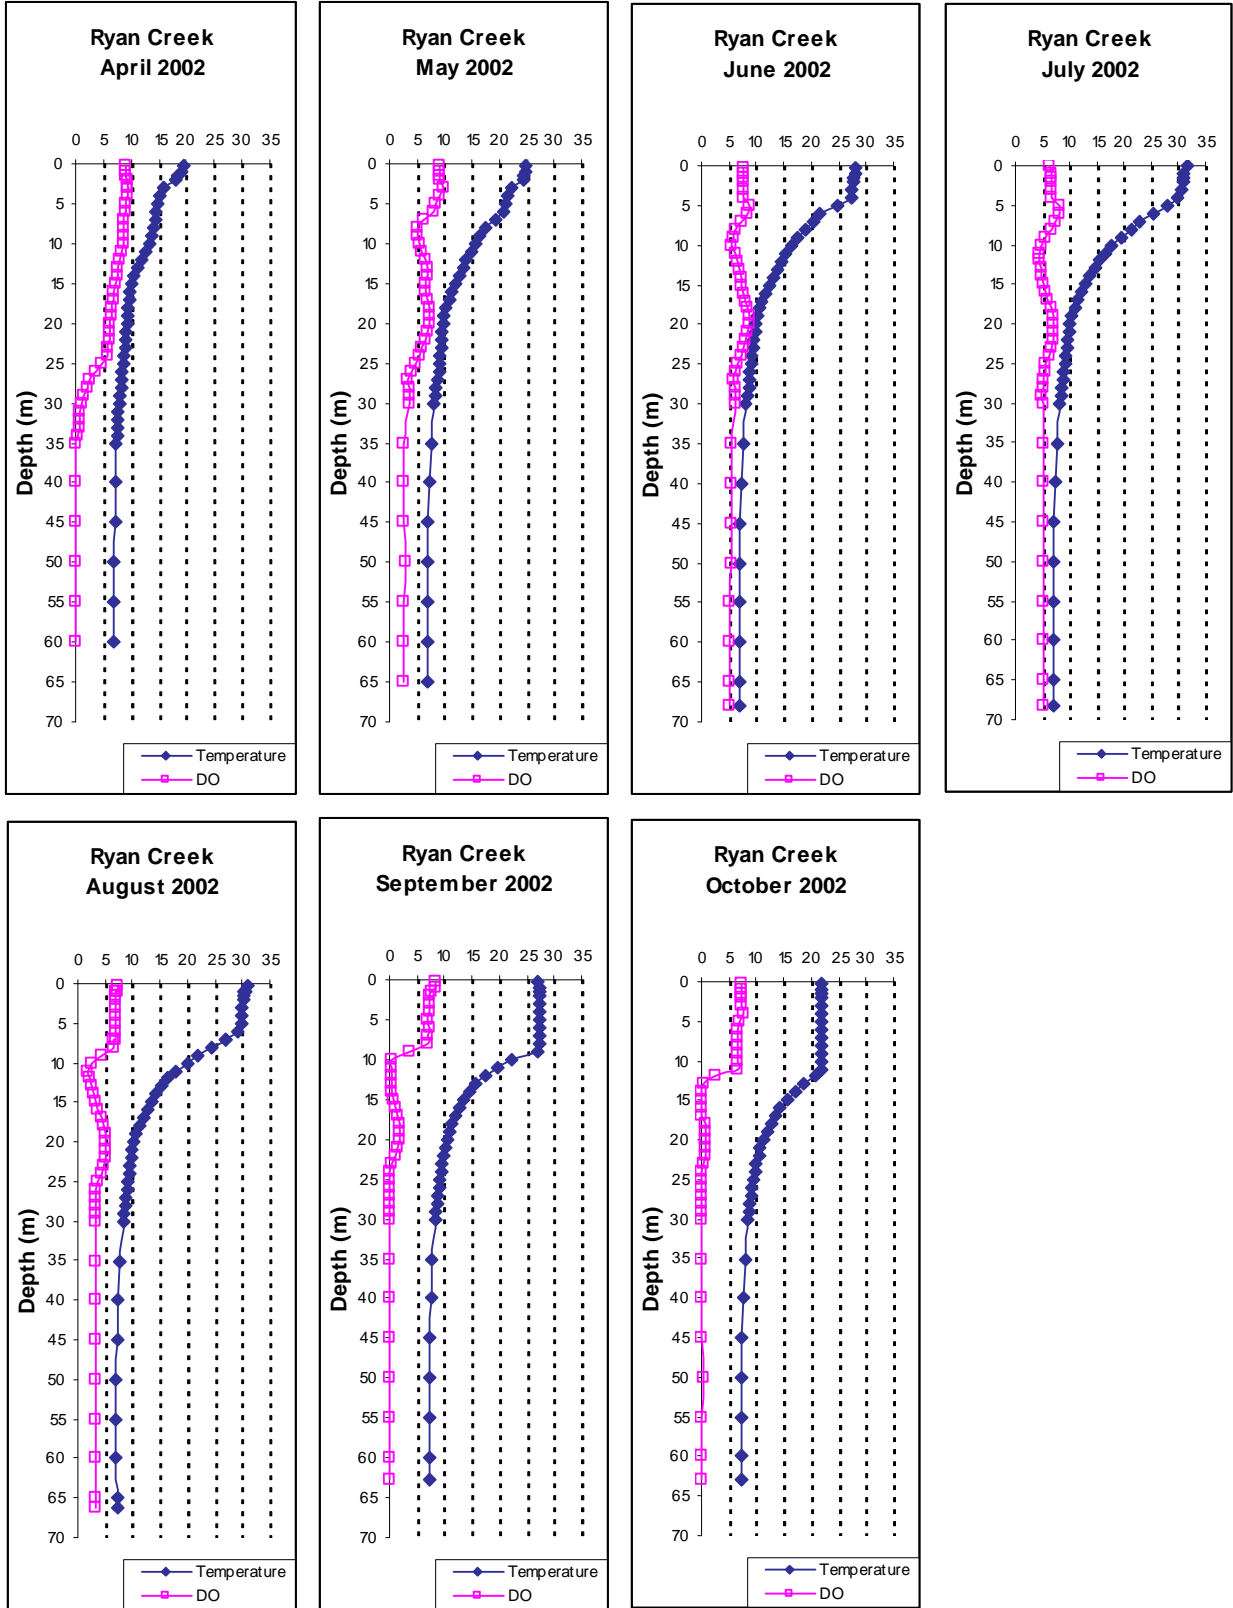 Ryan Creek
April 2002
0 5 10 15 20 25 30 35
0
5
10
15
20
25
30
35
40
45
50
55
60
65
70
Depth (m)
Temperature
DO
Ryan Creek
May 2002
0 5 10 15 20 25 30 35
0
5
10
15
20
25
30
35
40
45
50
55
60
65
70
Depth (m)
Temperature
DO
Ryan Creek
June 2002
0 5 10 15 20 25 30 35
0
5
10
15
20
25
30
35
40
45
50
55
60
65
70
Depth (m)
Temperature
DO
Ryan Creek
July 2002
0 5 10 15 20 25 30 35
0
5
10
15
20
25
30
35
40
45
50
55
60
65
70
Depth (m)
Temperature
DO
Ryan Creek
August 2002
0 5 10 15 20 25 30 35
0
5
10
15
20
25
30
35
40
45
50
55
60
65
70
Depth (m)
Temperature
DO
Ryan Creek
September 2002
0 5 10 15 20 25 30 35
0
5
10
15
20
25
30
35
40
45
50
55
60
65
70
Depth (m)
Temperature
DO
Ryan Creek
October 2002
0 5 10 15 20 25 30 35
0
5
10
15
20
25
30
35
40
45
50
55
60
65
70
Depth (m)
Temperature
DO